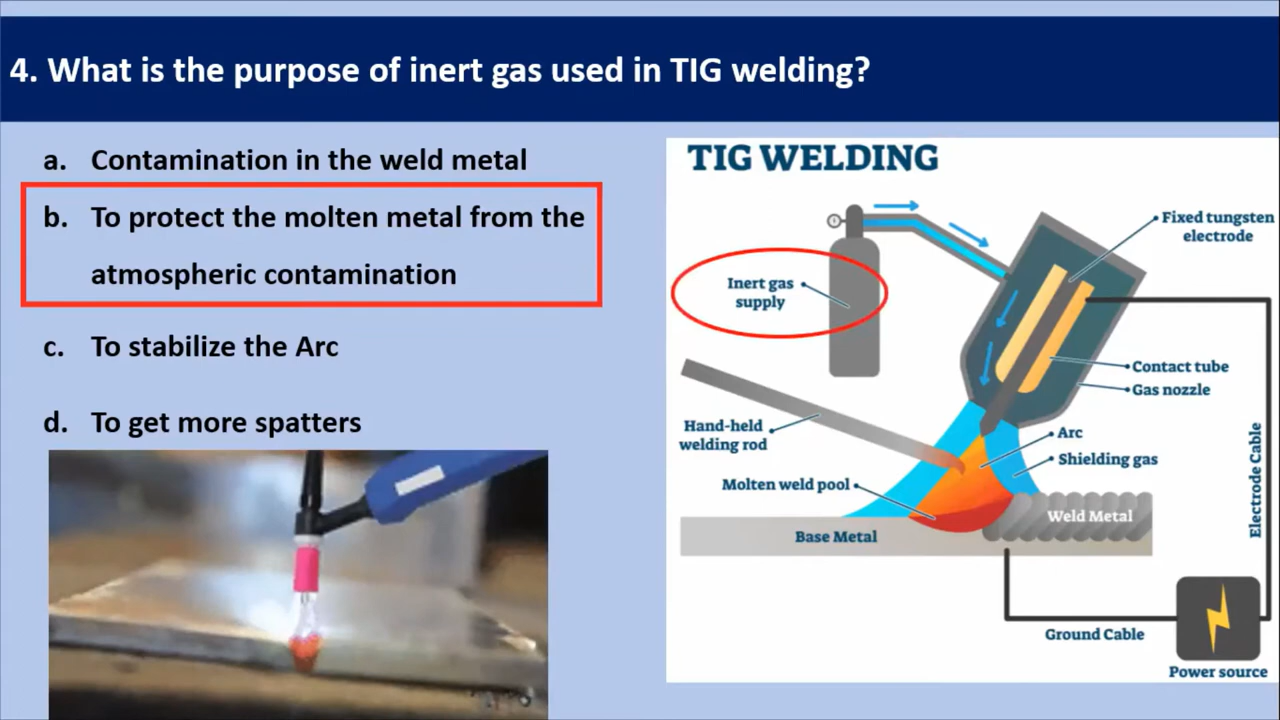 4. What is the purpose of inert gas used in TIG welding?
a. Contamination in the weld metal
b. To protect the molten metal from the
atmospheric contamination
c. To stabilize the Arc
d. To get more spatters
TIG WELDING
Fixed tungsten
electrode
Inert gas
supply
Contact tube
Gas nozzle
Hand-held
welding rod
Arc
Shielding gas
Molten weld pool
Electrode Cable
Weld Metal
Base Metal
Ground Cable
Power source